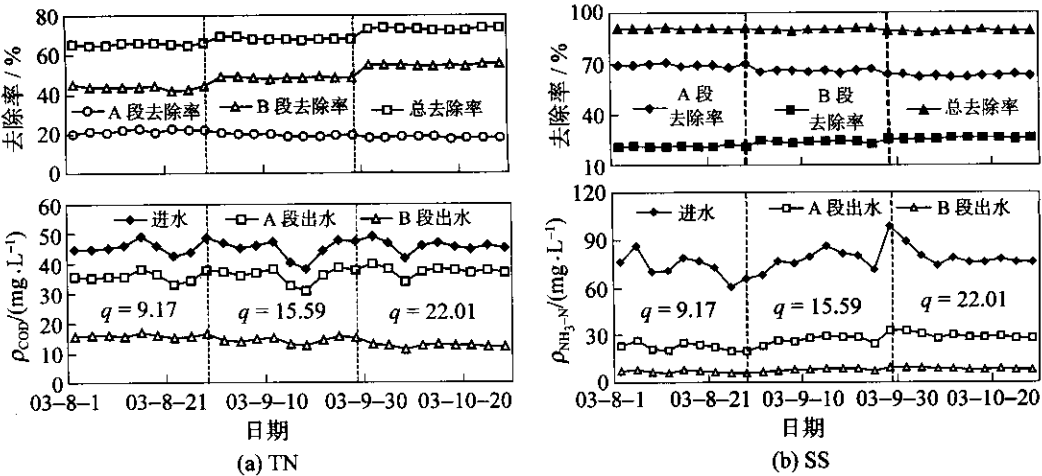 去除率 / %
80
60
40
20
0
A 段去除率
B 段去除率
总去除率
ρCOD/(mg·L⁻¹)
60
50
40
30
20
10
0
进水
A 段出水
B 段出水
q = 9.17
q = 15.59
q = 22.01
03-8-1
03-8-21
03-9-10
03-9-30
03-10-20
日期
(a) TN
去除率 / %
100
70
40
10
A 段
去除率
B 段
去除率
总去除率
ρNH₃-N/(mg·L⁻¹)
120
90
60
30
0
进水
A 段出水
B 段出水
q = 9.17
q = 15.59
q = 22.01
03-8-1
03-8-21
03-9-10
03-9-30
03-10-20
日期
(b) SS